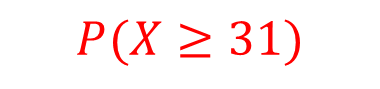 P(X ≥ 31)